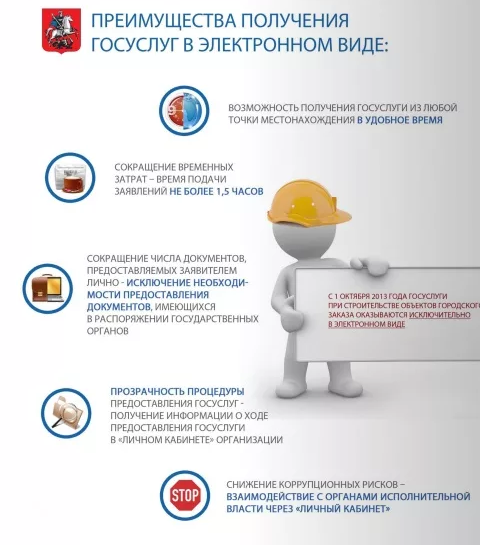 ПРЕИМУЩЕСТВА ПОЛУЧЕНИЯ
ГОСУСЛУГ В ЭЛЕКТРОННОМ ВИДЕ:
ВОЗМОЖНОСТЬ ПОЛУЧЕНИЯ ГОСУСЛУГИ ИЗ ЛЮБОЙ
ТОЧКИ МЕСТОНАХОЖДЕНИЯ В УДОБНОЕ ВРЕМЯ
СОКРАЩЕНИЕ ВРЕМЕННЫХ
ЗАТРАТ – ВРЕМЯ ПОДАЧИ
ЗАЯВЛЕНИЙ НЕ БОЛЕЕ 1,5 ЧАСОВ
СОКРАЩЕНИЕ ЧИСЛА ДОКУМЕНТОВ,
ПРЕДОСТАВЛЯЕМЫХ ЗАЯВИТЕЛЕМ
ЛИЧНО - ИСКЛЮЧЕНИЕ НЕОБХОДИ-
МОСТИ ПРЕДОСТАВЛЕНИЯ
ДОКУМЕНТОВ, ИМЕЮЩИХСЯ
В РАСПОРЯЖЕНИИ ГОСУДАРСТВЕННЫХ
ОРГАНОВ
С 1 ОКТЯБРЯ 2013 ГОДА ГОСУСЛУГИ
ПРИ СТРОИТЕЛЬСТВЕ ОБЪЕКТОВ ГОРОДСКОГО
ЗАКАЗА ОКАЗЫВАЮТСЯ ИСКЛЮЧИТЕЛЬНО
В ЭЛЕКТРОННОМ ВИДЕ
ПРОЗРАЧНОСТЬ ПРОЦЕДУРЫ
ПРЕДОСТАВЛЕНИЯ ГОСУСЛУГ -
ПОЛУЧЕНИЕ ИНФОРМАЦИИ О ХОДЕ
ПРЕДОСТАВЛЕНИЯ ГОСУСЛУГИ
В «ЛИЧНОМ КАБИНЕТЕ» ОРГАНИЗАЦИИ
STOP
СНИЖЕНИЕ КОРРУПЦИОННЫХ РИСКОВ –
ВЗАИМОДЕЙСТВИЕ С ОРГАНАМИ ИСПОЛНИТЕЛЬНОЙ
ВЛАСТИ ЧЕРЕЗ «ЛИЧНЫЙ КАБИНЕТ»